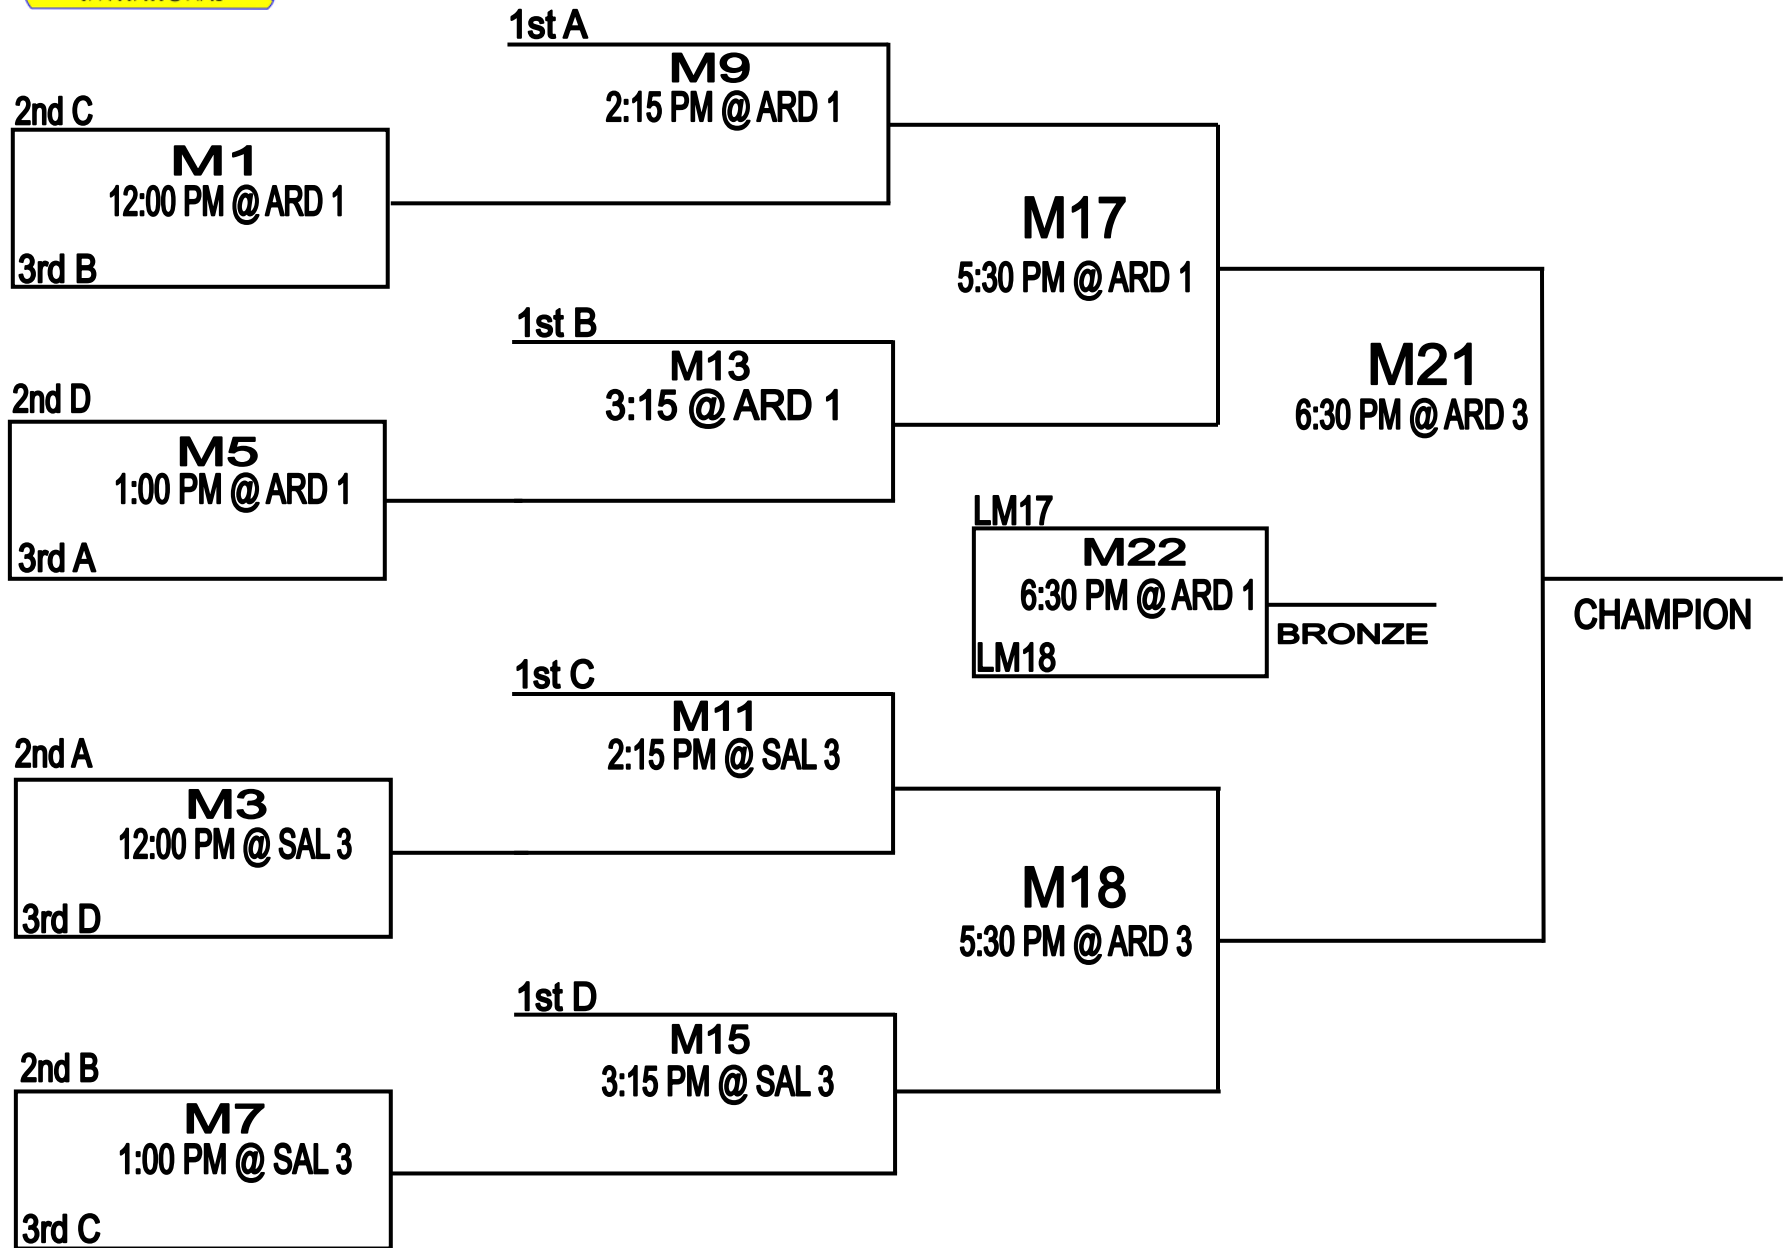 1st A
M9
2:15 PM @ ARD 1
2nd C
M1
12:00 PM @ ARD 1
3rd B
M17
5:30 PM @ ARD 1
1st B
M13
3:15 @ ARD 1
2nd D
M5
1:00 PM @ ARD 1
3rd A
M21
6:30 PM @ ARD 3
LM17
M22
6:30 PM @ ARD 1
LM18
BRONZE
CHAMPION
1st C
M11
2:15 PM @ SAL 3
2nd A
M3
12:00 PM @ SAL 3
3rd D
M18
5:30 PM @ ARD 3
1st D
M15
3:15 PM @ SAL 3
2nd B
M7
1:00 PM @ SAL 3
3rd C